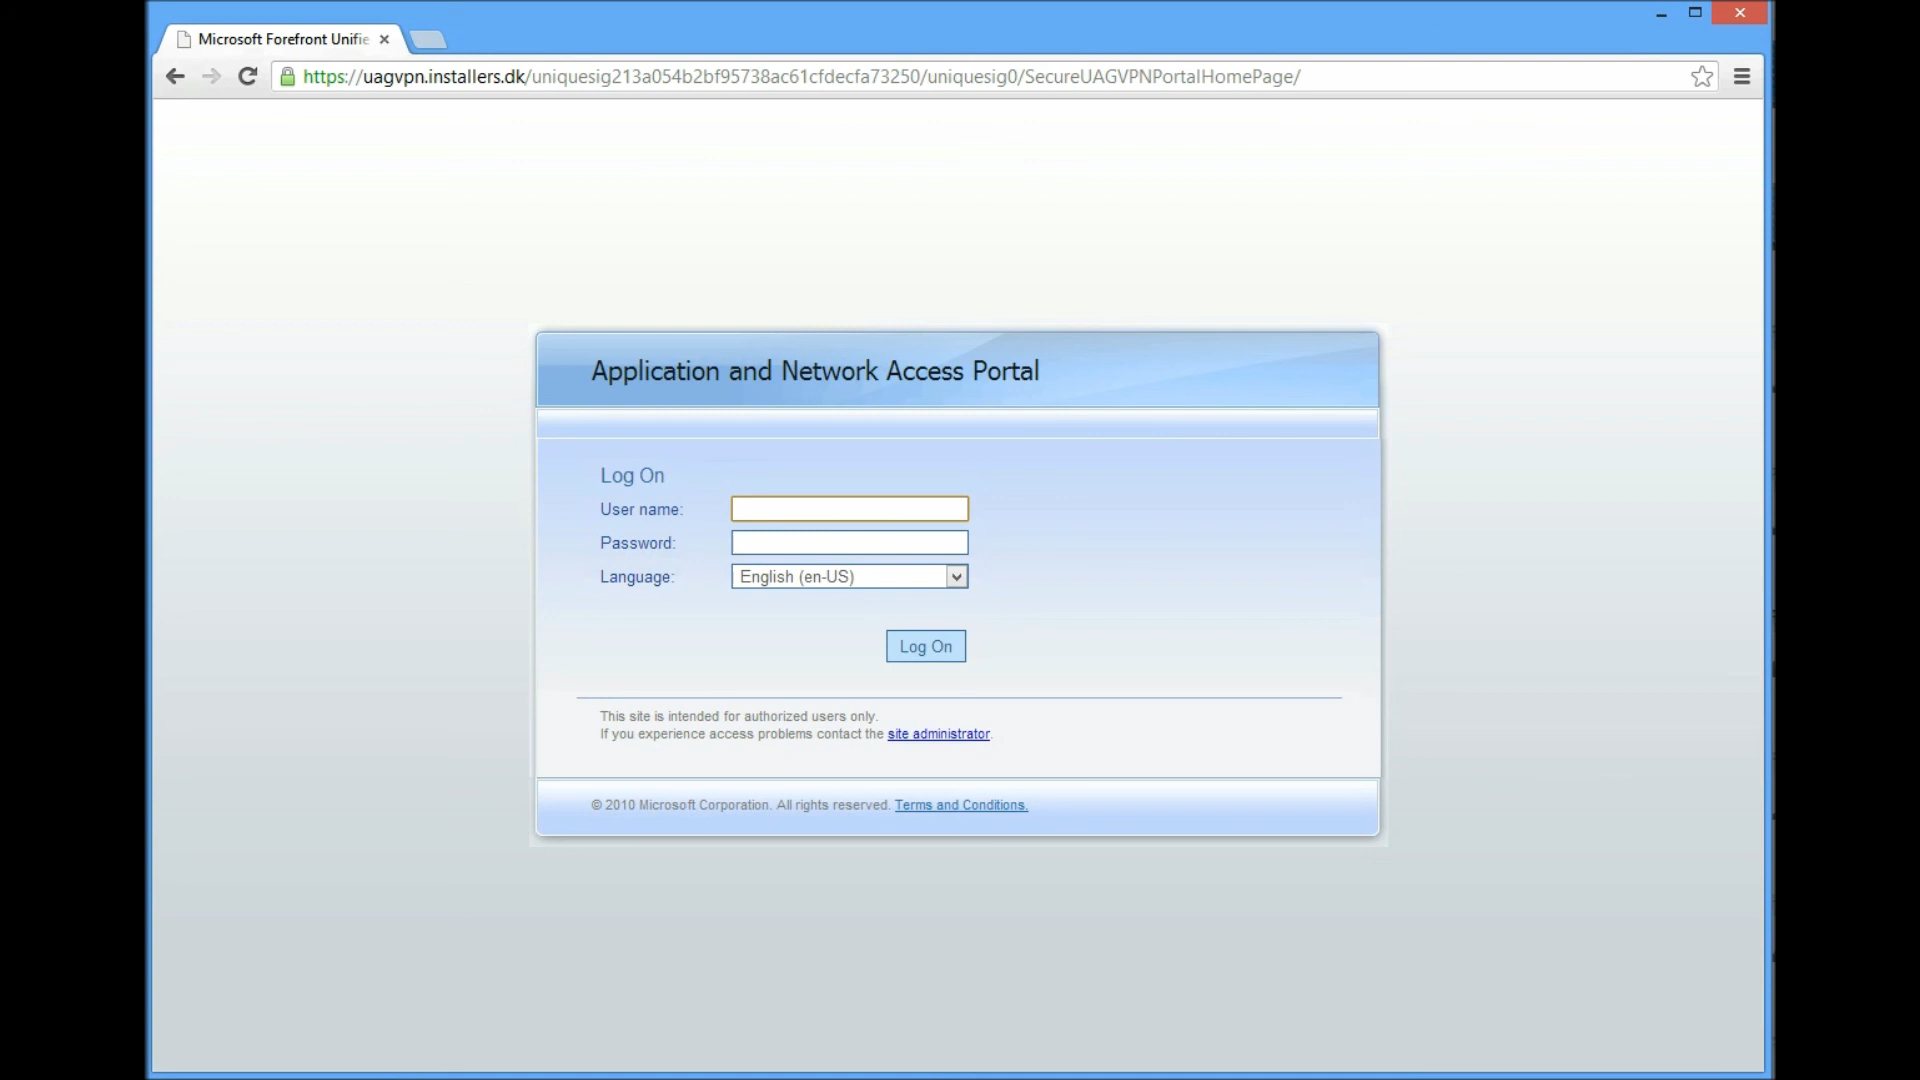 Microsoft Forefront Unifie
https://uagvpn.installers.dk/uniquesig213a054b2bf95738ac61cfdecfa73250/uniquesig0/SecureUAGVPNPortalHomePage/
Application and Network Access Portal
Log On
User name:
Password:
Language: English (en-US)
Log On
This site is intended for authorized users only.
If you experience access problems contact the site administrator.
© 2010 Microsoft Corporation. All rights reserved. Terms and Conditions.